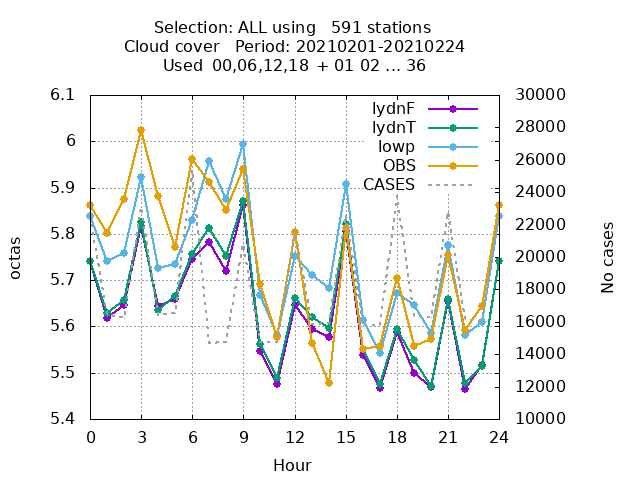 Selection: ALL using   591 stations
Cloud cover   Period: 20210201-20210224
Used  00,06,12,18 + 01 02 ... 36
6.1
6
5.9
5.8
5.7
5.6
5.5
5.4
octas
30000
28000
26000
24000
22000
20000
18000
16000
14000
12000
10000
No cases
lydnF
lydnT
lowp
OBS
CASES
0 3 6 9 12 15 18 21 24
Hour